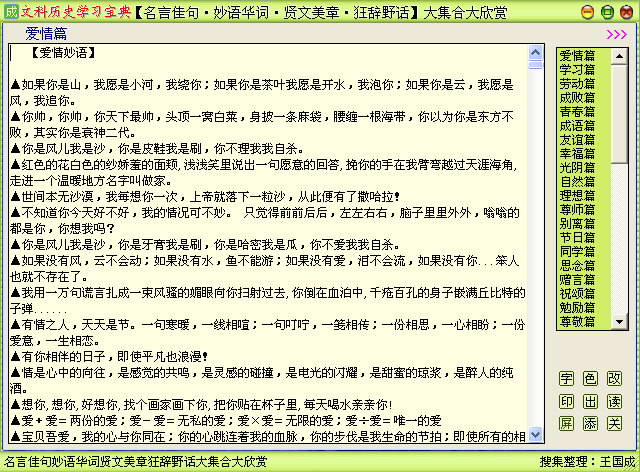 成 文科历史学习宝典【名言佳句·妙语华词·贤文美章·狂辞野话】大集合大欣赏
爱情篇
>>>
【爱情妙语】
▲如果你是山，我愿是小河，我绕你；如果你是茶叶我愿是开水，我泡你；如果你是云，我愿是
风，我追你。
▲你帅，你帅，你天下最帅，头顶一窝白菜，身披一条麻袋，腰缠一根海带，你以为你是东方不
败，其实你是衰神二代。
▲你是风儿我是沙，你是皮鞋我是刷，你不理我我自杀。
▲红色的花白色的纱娇羞的面颊,浅浅笑里说出一句愿意的回答,挽你的手在我臂弯越过天涯海角,
走进一个温暖地方名字叫做家。
▲世间本无沙漠，我每想你一次，上帝就落下一粒沙，从此便有了撒哈拉！
▲不知道你今天好不好，我的情况可不妙。 只觉得前前后后，左左右右，脑子里里外外，嗡嗡的
都是你，你想我吗？
▲你是风儿我是沙，你是牙膏我是刷，你是哈密我是瓜，你不爱我我自杀。
▲如果没有风，云不会动；如果没有水，鱼不能游；如果没有爱，泪不会流，如果没有你...笨人
也就不存在了。
▲我用一万句谎言扎成一束风骚的媚眼向你扫射过去,你倒在血泊中,千疮百孔的身子嵌满丘比特的
子弹......
▲有情之人，天天是节。一句寒暖，一线相喧；一句叮咛，一笺相传；一份相思，一心相盼；一份
爱意，一生相恋。
▲有你相伴的日子，即使平凡也浪漫！
▲情是心中的向往，是感觉的共鸣，是灵感的碰撞，是电光的闪耀，是甜蜜的琼浆，是醉人的纯
酒。
▲想你,想你,好想你,找个画家画下你,把你贴在杯子里,每天喝水亲亲你!
▲爱＋爱＝两份的爱；爱－爱＝无私的爱；爱×爱＝无限的爱；爱÷爱＝唯一的爱
▲宝贝吾爱，我的心与你同在；你的心跳连着我的血脉，你的步伐是我生命的节拍；即使所有的相
爱情篇
学习篇
劳动篇
成败篇
青春篇
成语篇
友谊篇
幸福篇
光阴篇
自然篇
理想篇
尊师篇
别离篇
节日篇
同学篇
思念篇
赠言篇
祝颂篇
勉励篇
尊敬篇
字 色 改
印 出 读
屏 添 关
名言佳句妙语华词贤文美章狂辞野话大集合大欣赏
搜集整理：王国成